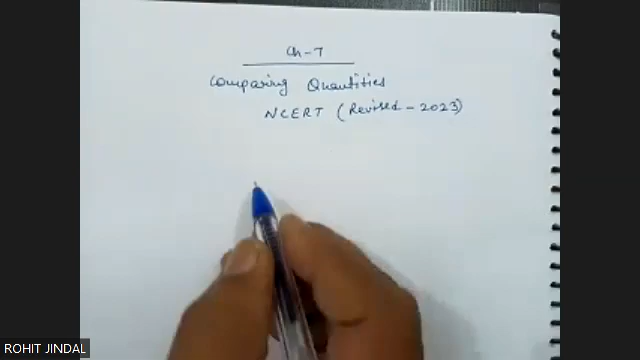 Ch-7
Comparing Quantities
NCERT (Revised-2023)
ROHIT JINDAL